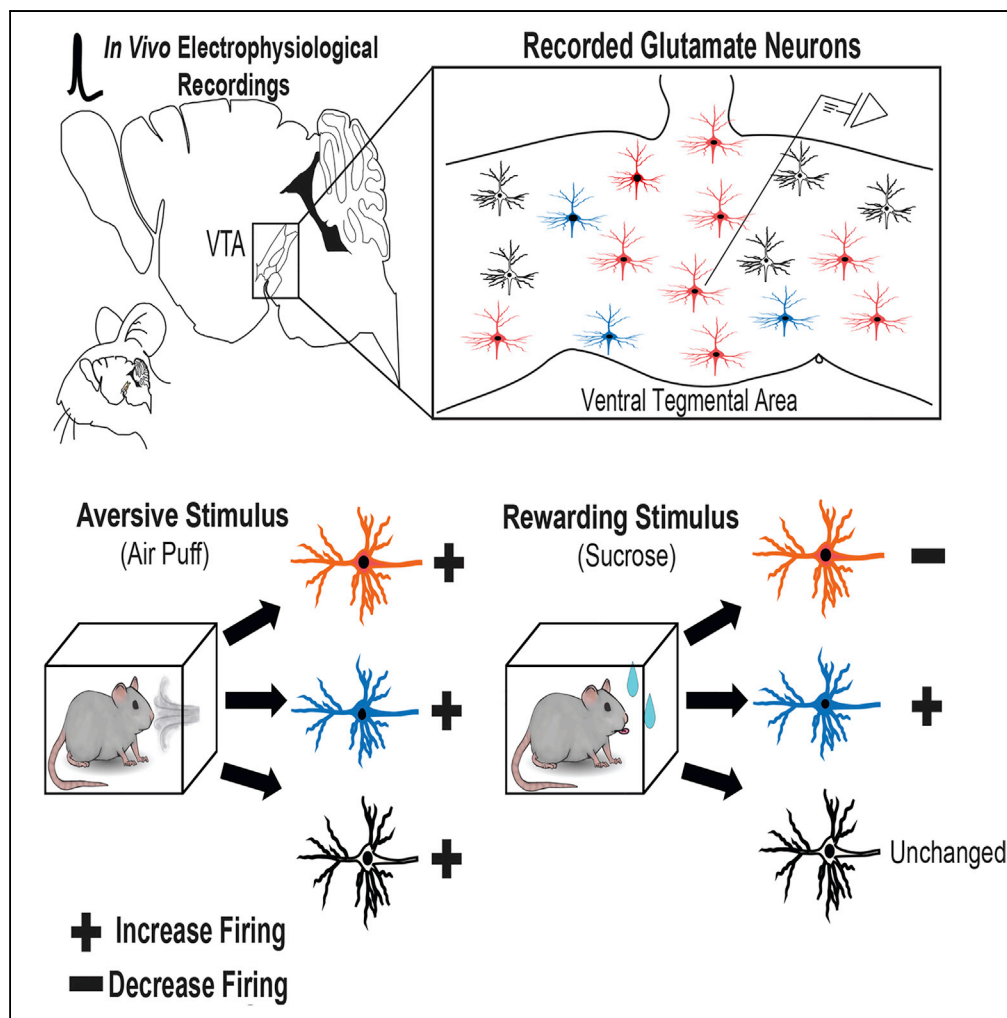 In Vivo Electrophysiological
Recordings
Recorded Glutamate Neurons
VTA
Ventral Tegmental Area
Aversive Stimulus
(Air Puff)
+
+
+
Rewarding Stimulus
(Sucrose)
-
+
Unchanged
+ Increase Firing
- Decrease Firing